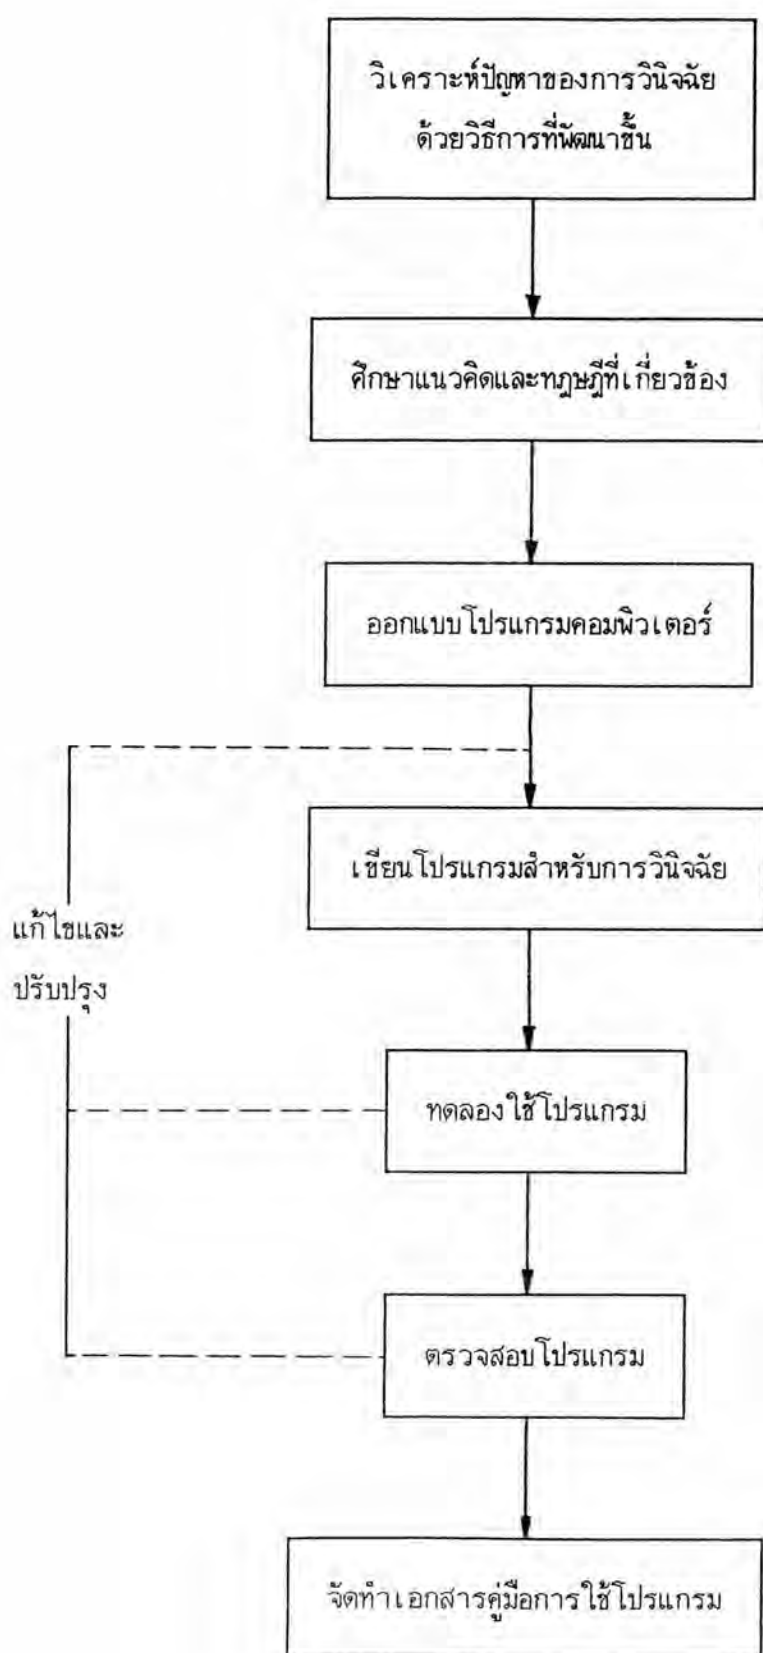 วิเคราะห์ปัญหาของการวินิจฉัย
ด้วยวิธีการที่พัฒนาขึ้น
ศึกษาแนวคิดและทฤษฎีที่เกี่ยวข้อง
ออกแบบโปรแกรมคอมพิวเตอร์
เขียนโปรแกรมสำหรับการวินิจฉัย
แก้ไขและ
ปรับปรุง
ทดลองใช้โปรแกรม
ตรวจสอบโปรแกรม
จัดทำเอกสารคู่มือการใช้โปรแกรม